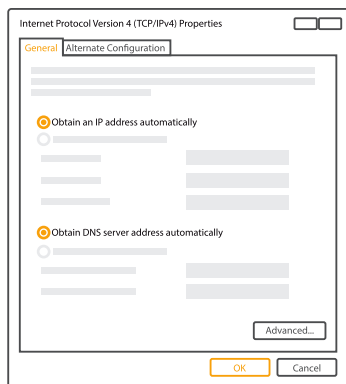 Internet Protocol Version 4 (TCP/IPv4) Properties
General Alternate Configuration
Obtain an IP address automatically
Obtain DNS server address automatically
Advanced...
OK Cancel